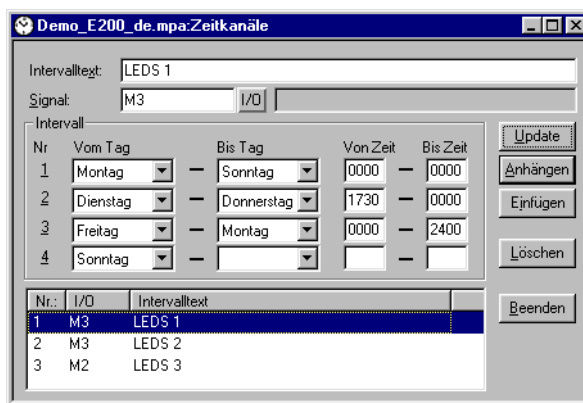 Demo_E200_de.mpa:Zeitkanäle
Intervalltext: LEDS 1
Signal: M3 I/O
Intervall
Nr Vom Tag Bis Tag Von Zeit Bis Zeit
1 Montag — Sonntag 0000 — 0000
2 Dienstag — Donnerstag 1730 — 0000
3 Freitag — Montag 0000 — 2400
4 Sonntag — —
Update
Anhängen
Einfügen
Löschen
Beenden
Nr.: I/O Intervalltext
1 M3 LEDS 1
2 M3 LEDS 2
3 M2 LEDS 3